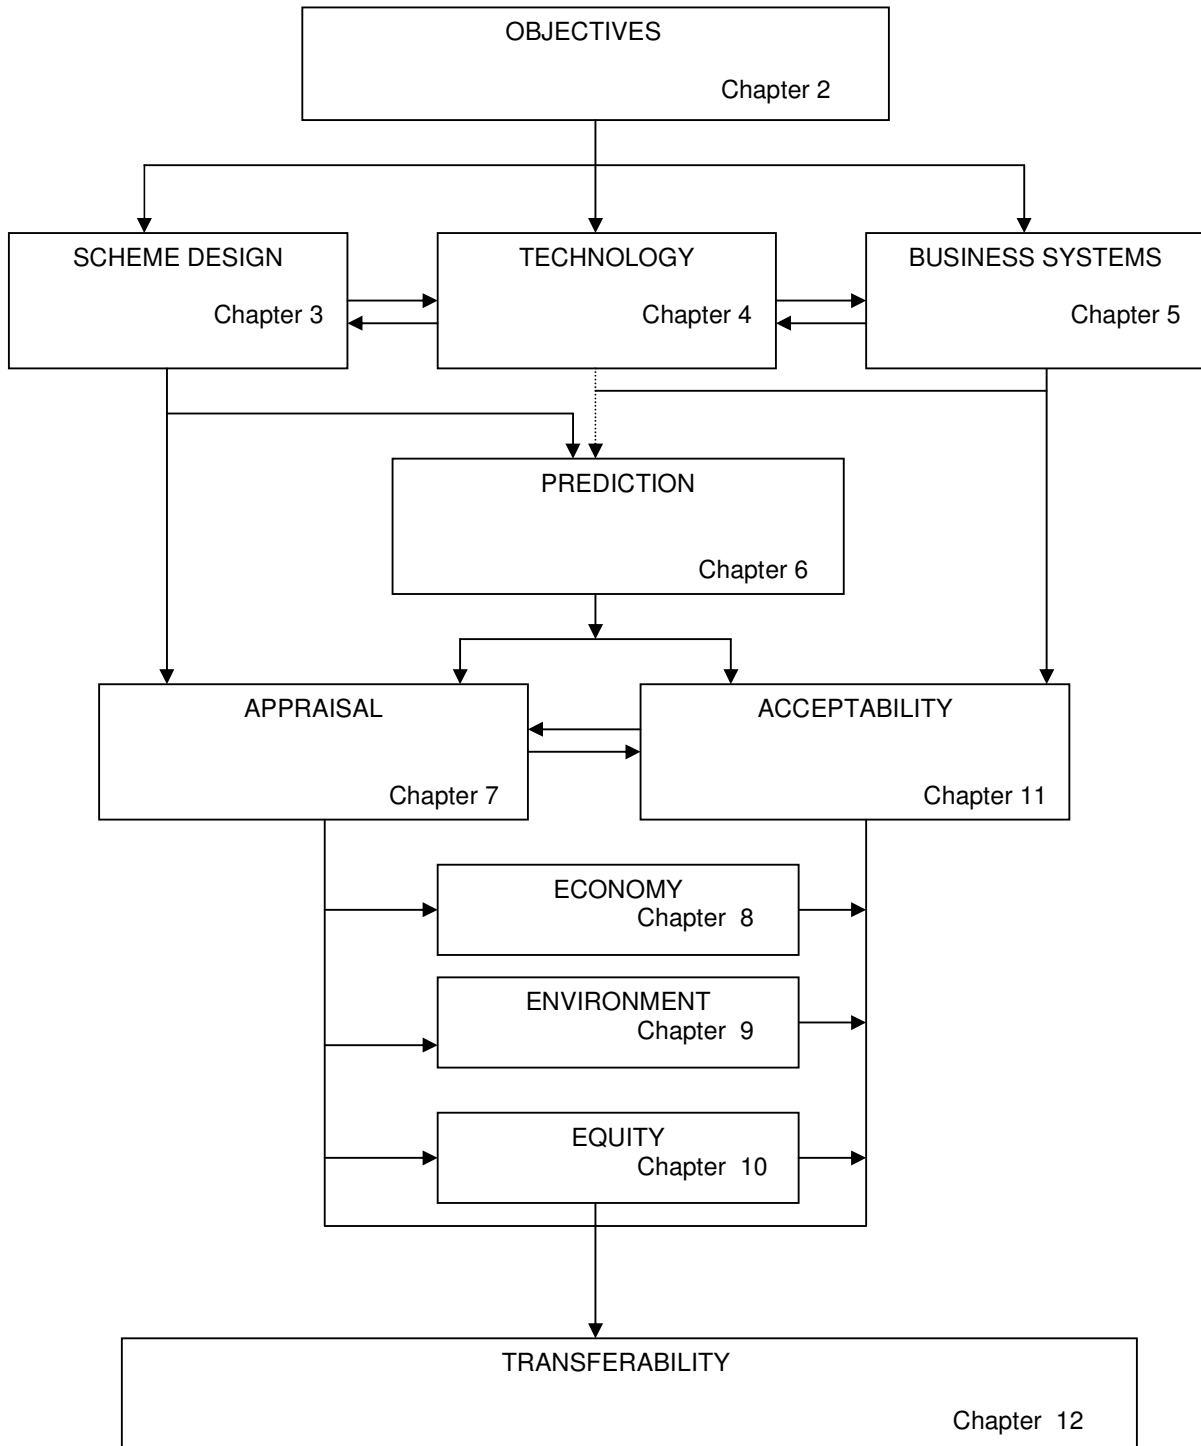 OBJECTIVES
Chapter 2
SCHEME DESIGN
Chapter 3
TECHNOLOGY
Chapter 4
BUSINESS SYSTEMS
Chapter 5
PREDICTION
Chapter 6
APPRAISAL
Chapter 7
ACCEPTABILITY
Chapter 11
ECONOMY
Chapter 8
ENVIRONMENT
Chapter 9
EQUITY
Chapter 10
TRANSFERABILITY
Chapter 12